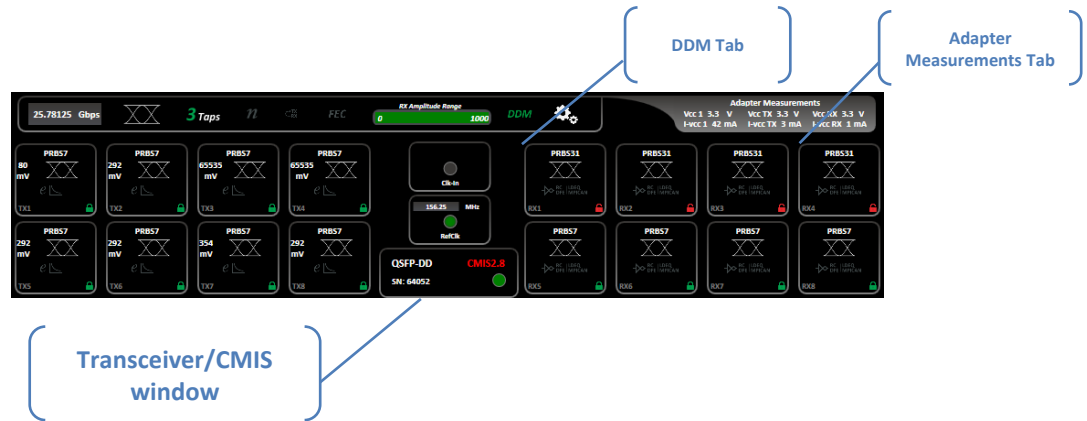 DDM Tab
Adapter
Measurements Tab
25.78125 Gbps
3 Taps
n
FEC
RX Amplitude Range
0 1000
DDM
Adapter Measurements
Vcc 1 3.3 V Vcc TX 3.3 V Vcc RX 3.3 V
I-vcc 1 42 mA I-vcc TX 3 mA I-vcc RX 1 mA
PRBS7 PRBS7 PRBS7 PRBS7 PRBS31 PRBS31 PRBS31 PRBS31
80 292 65535 65535
mV mV mV mV
e e e e
Clk-In
TX1 TX2 TX3 TX4 RX1 RX2 RX3 RX4
156.25 MHz
RefClk
PRBS7 PRBS7 PRBS7 PRBS7 PRBS7 PRBS7 PRBS7 PRBS7
292 292 354 292
mV mV mV mV
e e e e
QSFP-DD CMIS2.8
SN: 64052
TX5 TX6 TX7 TX8 RX5 RX6 RX7 RX8
Transceiver/CMIS
window